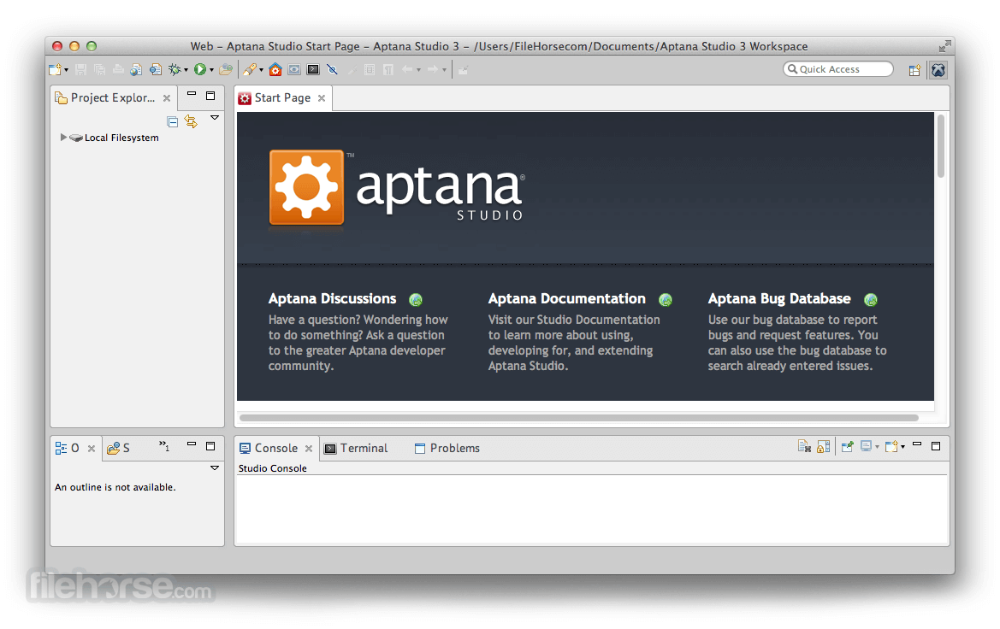 Web – Aptana Studio Start Page – Aptana Studio 3 – /Users/FileHorsecom/Documents/Aptana Studio 3 Workspace
Quick Access
Project Explor...
Start Page
Local Filesystem
™
aptana®
STUDIO
Aptana Discussions
Have a question? Wondering how
to do something? Ask a question
to the greater Aptana developer
community.
Aptana Documentation
Visit our Studio Documentation
to learn more about using,
developing for, and extending
Aptana Studio.
Aptana Bug Database
Use our bug database to report
bugs and request features. You
can also use the bug database to
search already entered issues.
O
S
»1
An outline is not available.
Console
Terminal
Problems
Studio Console
filehorse.com